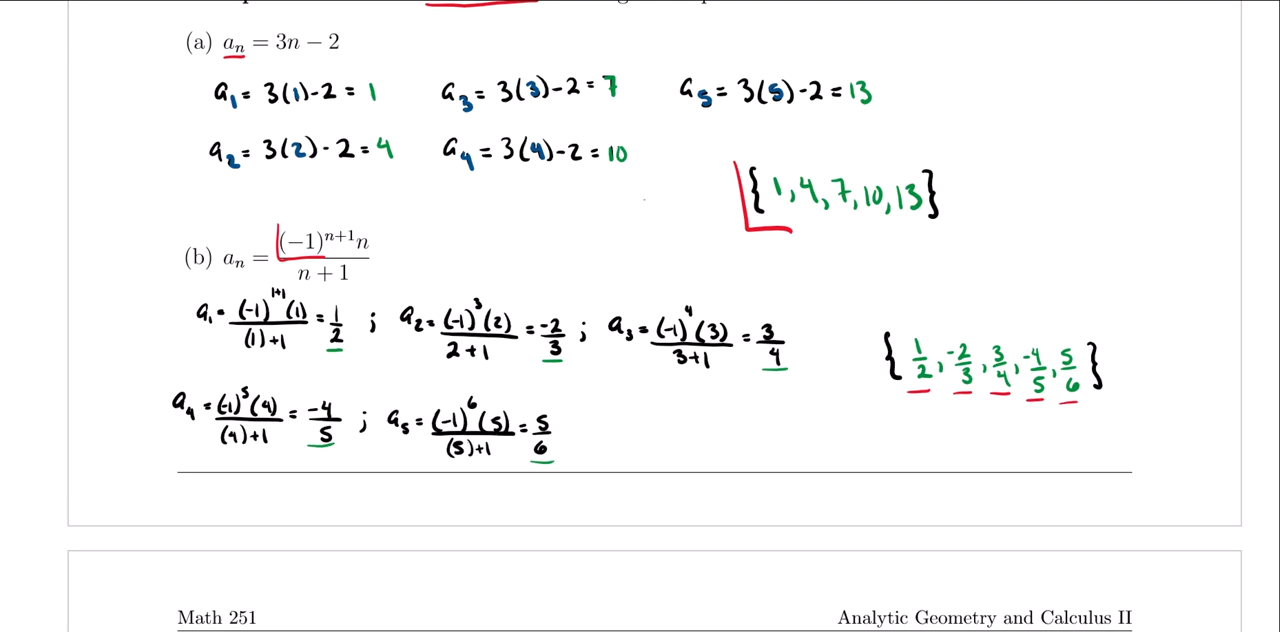 (a) aₙ = 3n − 2
a₁ = 3(1)-2 = 1 a₃ = 3(3)-2 = 7 a₅ = 3(5)-2 = 13
a₂ = 3(2)-2 = 4 a₄ = 3(4)-2 = 10
{1, 4, 7, 10, 13}
(b) aₙ = (−1)ⁿ⁺¹n / n + 1
a₁ = (-1)¹⁺¹(1) / (1)+1 = 1/2 ; a₂ = (-1)³(2) / 2+1 = -2/3 ; a₃ = (-1)⁴(3) / 3+1 = 3/4
{1/2, -2/3, 3/4, -4/5, 5/6}
a₄ = (-1)⁵(4) / (4)+1 = -4/5 ; a₅ = (-1)⁶(5) / (5)+1 = 5/6
Math 251 Analytic Geometry and Calculus II